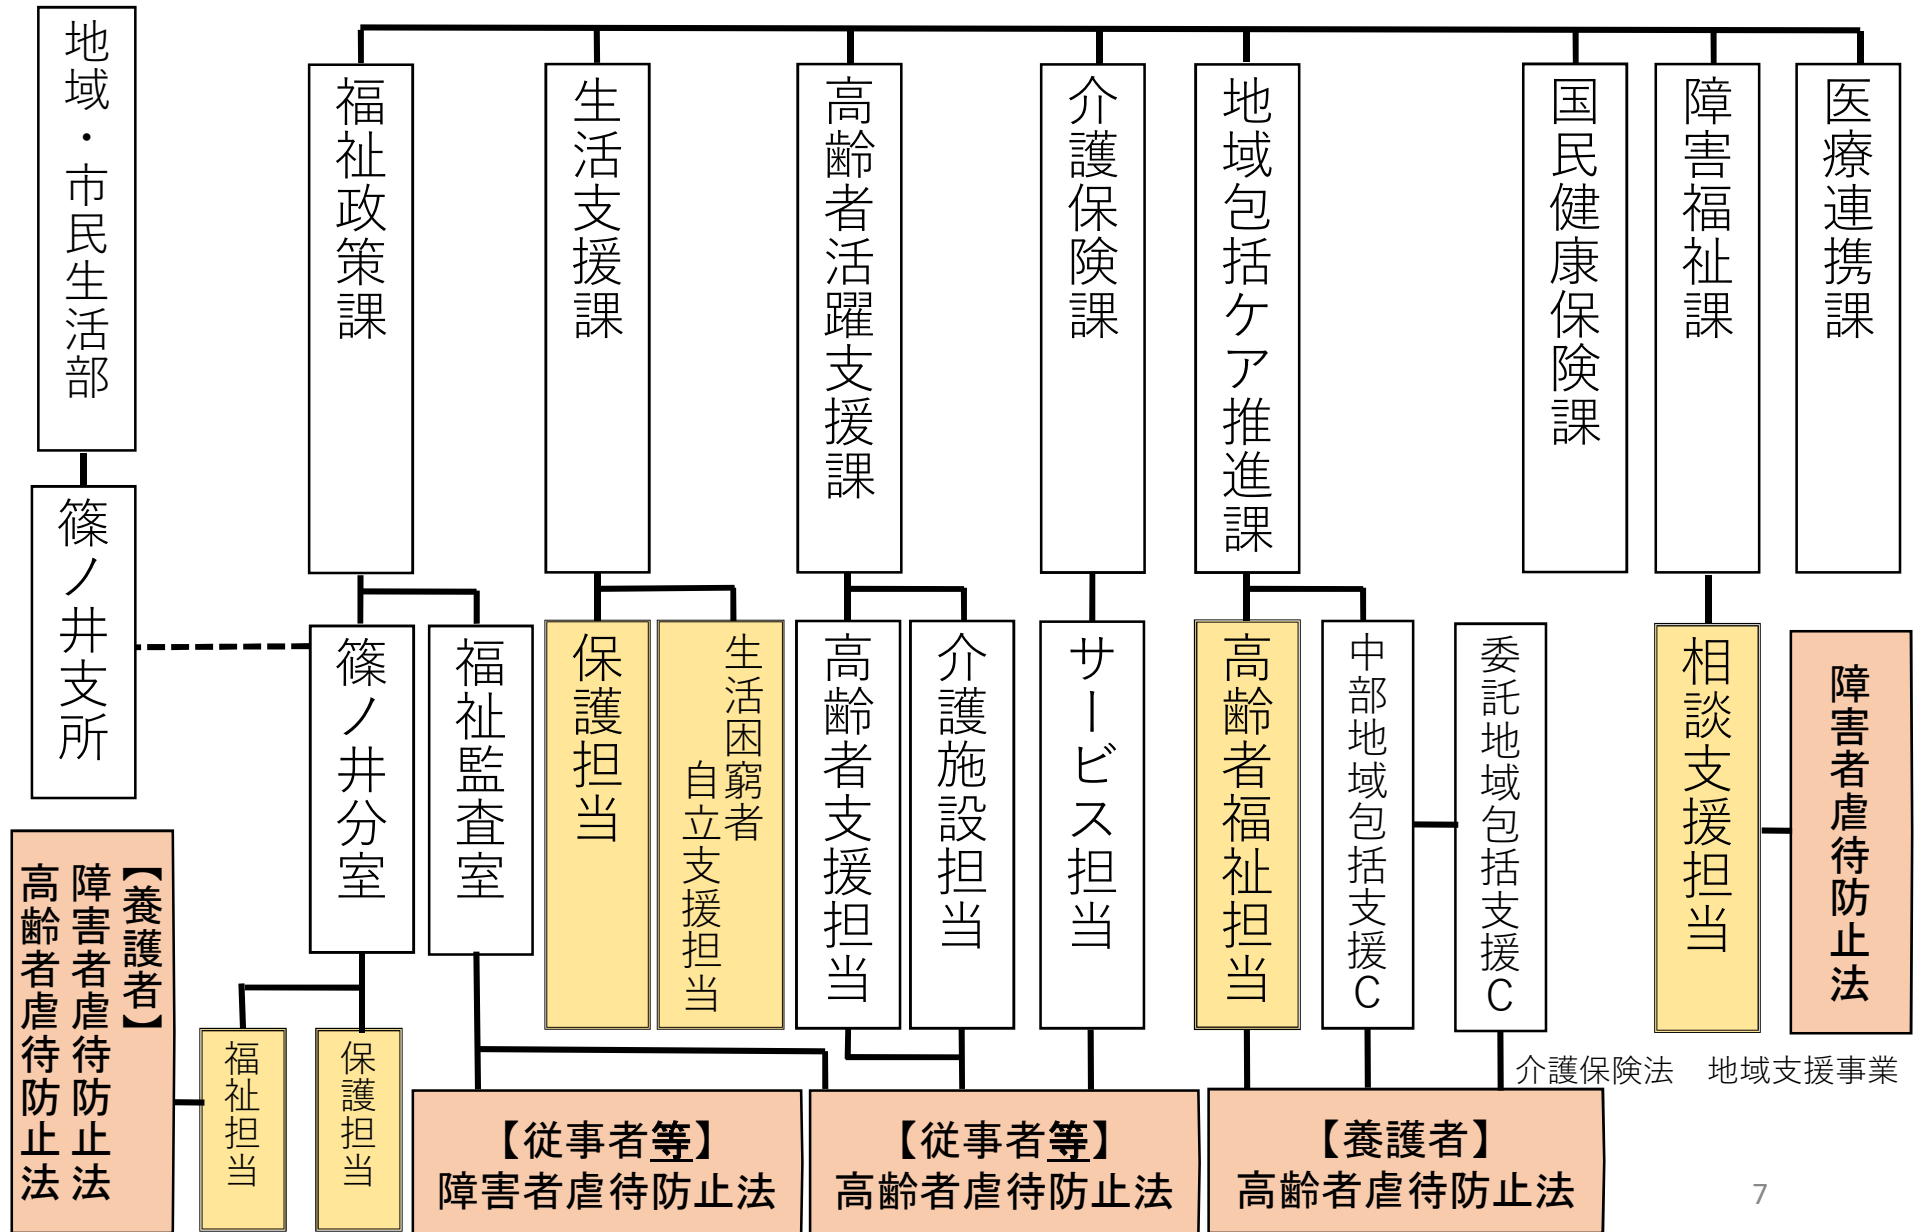 地域・市民生活部
篠ノ井支所
福祉政策課
生活支援課
高齢者活躍支援課
介護保険課
地域包括ケア推進課
国民健康保険課
障害福祉課
医療連携課
篠ノ井分室
福祉監査室
保護担当
生活困窮者
自立支援担当
高齢者支援担当
介護施設担当
サービス担当
高齢者福祉担当
中部地域包括支援C
委託地域包括支援C
相談支援担当
障害者虐待防止法
【養護者】
障害者虐待防止法
高齢者虐待防止法
福祉担当
保護担当
介護保険法 地域支援事業
【従事者等】
障害者虐待防止法
【従事者等】
高齢者虐待防止法
【養護者】
高齢者虐待防止法
7